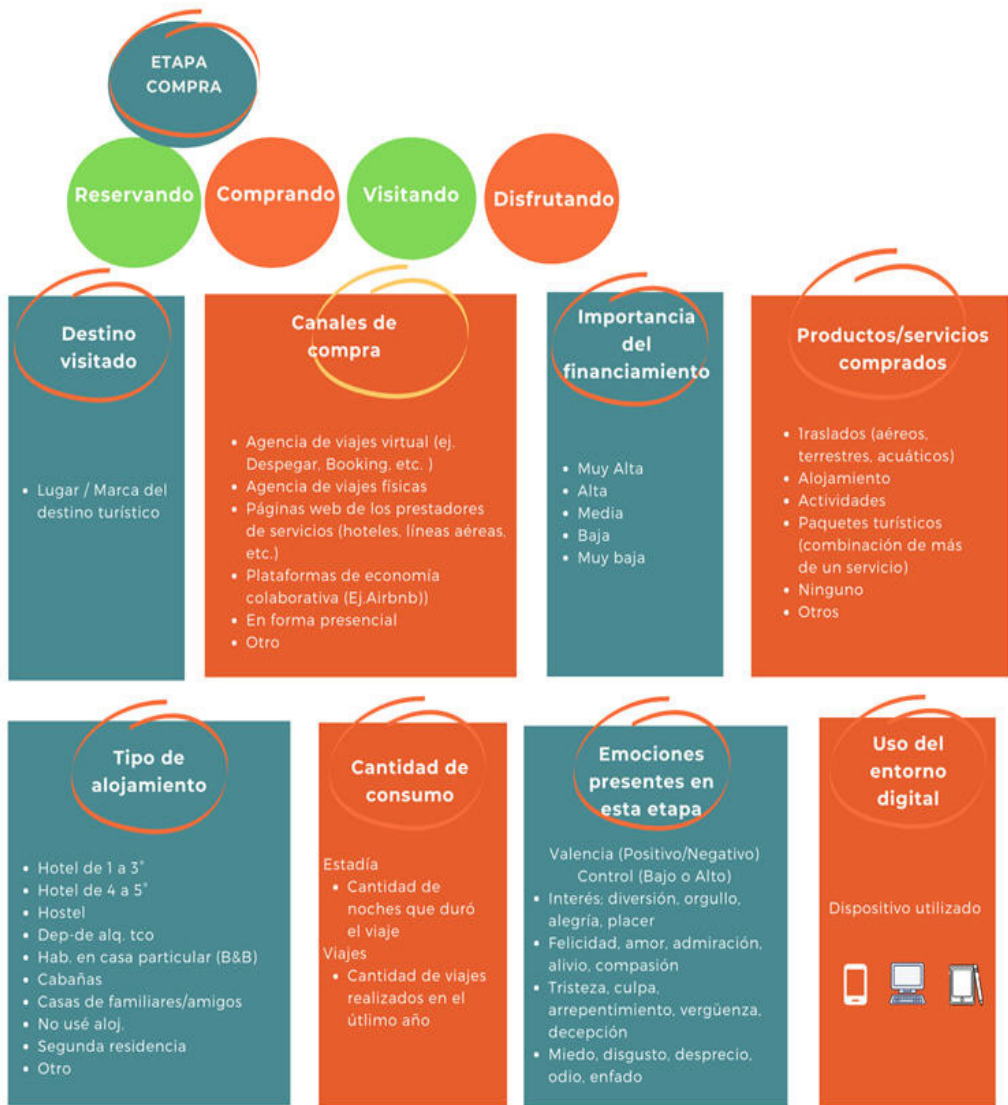 ETAPA
COMPRA
Reservando
Comprando
Visitando
Disfrutando
Destino
visitado
• Lugar / Marca del
destino turístico
Canales de
compra
• Agencia de viajes virtual (ej.
Despegar, Booking, etc. )
• Agencia de viajes físicas
• Páginas web de los prestadores
de servicios (hoteles, líneas aéreas,
etc.)
• Plataformas de economía
colaborativa (Ej.Airbnb))
• En forma presencial
• Otro
Importancia
del
financiamiento
• Muy Alta
• Alta
• Media
• Baja
• Muy baja
Productos/servicios
comprados
• Traslados (aéreos,
terrestres, acuáticos)
• Alojamiento
• Actividades
• Paquetes turísticos
(combinación de más
de un servicio)
• Ninguno
• Otros
Tipo de
alojamiento
• Hotel de 1 a 3°
• Hotel de 4 a 5°
• Hostel
• Dep-de alq. tco
• Hab. en casa particular (B&B)
• Cabañas
• Casas de familiares/amigos
• No usé aloj.
• Segunda residencia
• Otro
Cantidad de
consumo
Estadía
• Cantidad de
noches que duró
el viaje
Viajes
• Cantidad de viajes
realizados en el
útlimo año
Emociones
presentes en
esta etapa
Valencia (Positivo/Negativo)
Control (Bajo o Alto)
• Interés; diversión, orgullo,
alegría, placer
• Felicidad, amor, admiración,
alivio, compasión
• Tristeza, culpa,
arrepentimiento, vergüenza,
decepción
• Miedo, disgusto, desprecio,
odio, enfado
Uso del
entorno
digital
Dispositivo utilizado